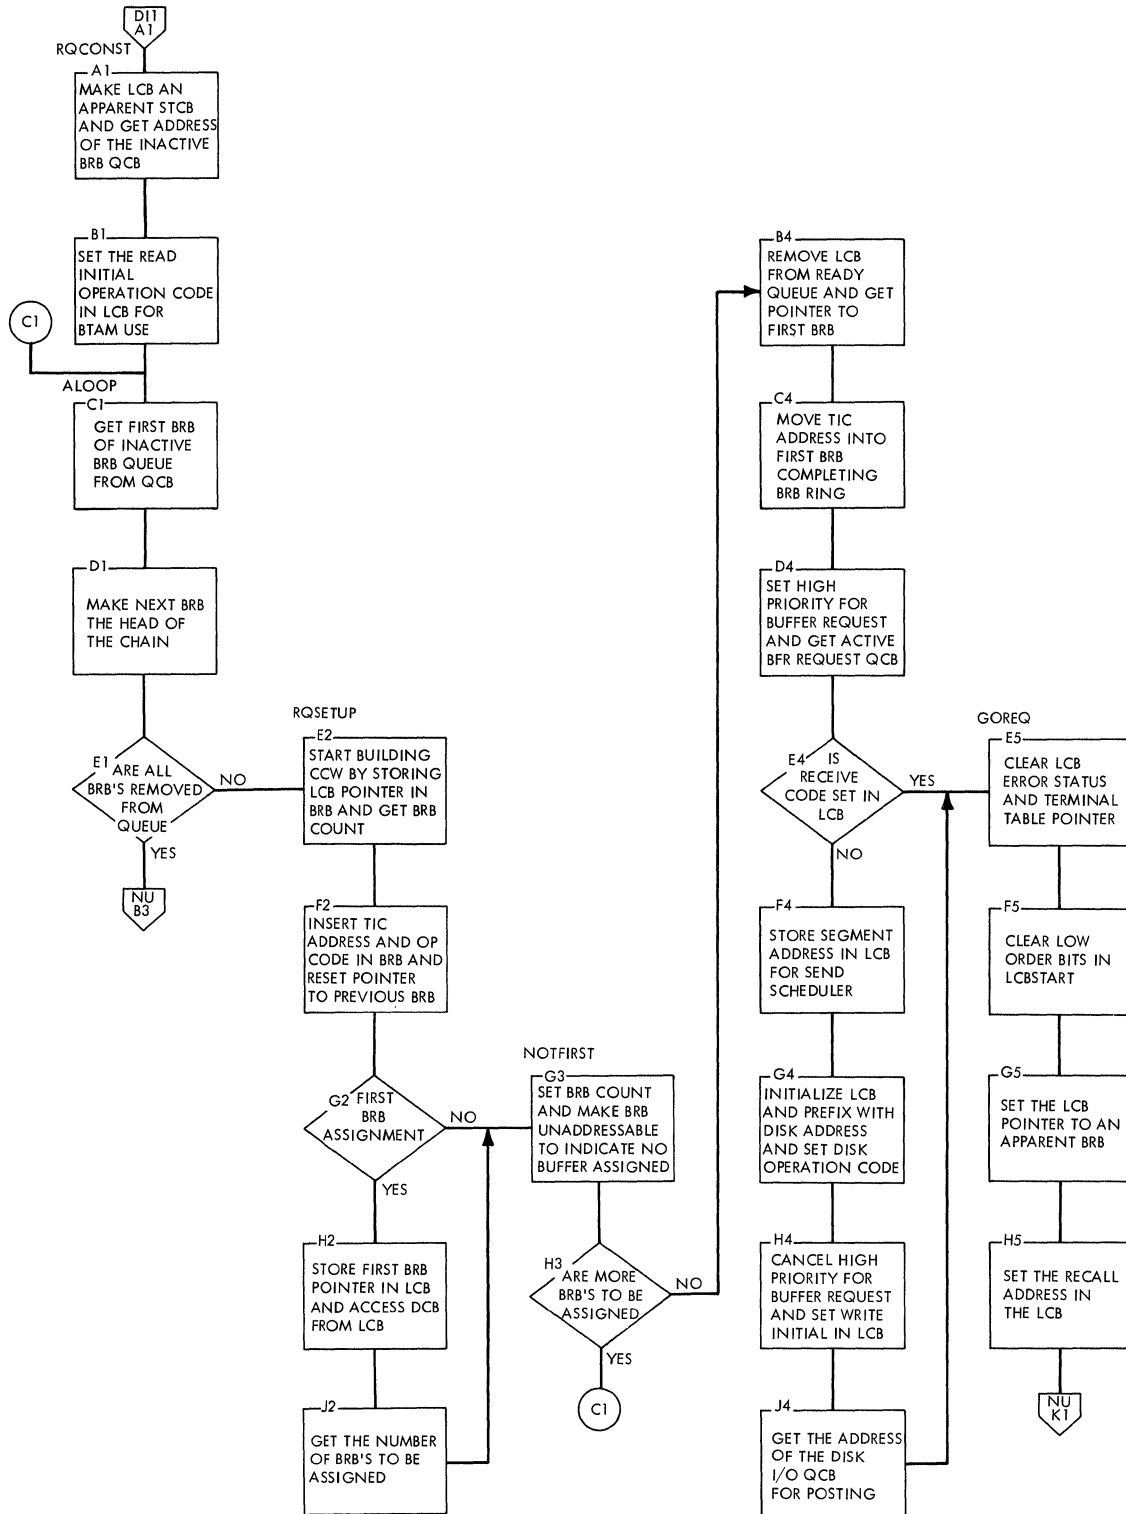 DI1
A1
RQCONST
A1
MAKE LCB AN
APPARENT STCB
AND GET ADDRESS
OF THE INACTIVE
BRB QCB
B1
SET THE READ
INITIAL
OPERATION CODE
IN LCB FOR
BTAM USE
C1
ALOOP
C1
GET FIRST BRB
OF INACTIVE
BRB QUEUE
FROM QCB
D1
MAKE NEXT BRB
THE HEAD OF
THE CHAIN
E1
ARE ALL
BRB'S REMOVED
FROM
QUEUE
NO
YES
NU
B3
RQSETUP
E2
START BUILDING
CCW BY STORING
LCB POINTER IN
BRB AND GET BRB
COUNT
F2
INSERT TIC
ADDRESS AND OP
CODE IN BRB AND
RESET POINTER
TO PREVIOUS BRB
G2
FIRST
BRB
ASSIGNMENT
NO
YES
H2
STORE FIRST BRB
POINTER IN LCB
AND ACCESS DCB
FROM LCB
J2
GET THE NUMBER
OF BRB'S TO BE
ASSIGNED
NOTFIRST
G3
SET BRB COUNT
AND MAKE BRB
UNADDRESSABLE
TO INDICATE NO
BUFFER ASSIGNED
H3
ARE MORE
BRB'S TO BE
ASSIGNED
NO
YES
C1
B4
REMOVE LCB
FROM READY
QUEUE AND GET
POINTER TO
FIRST BRB
C4
MOVE TIC
ADDRESS INTO
FIRST BRB
COMPLETING
BRB RING
D4
SET HIGH
PRIORITY FOR
BUFFER REQUEST
AND GET ACTIVE
BFR REQUEST QCB
E4
IS
RECEIVE
CODE SET IN
LCB
YES
NO
F4
STORE SEGMENT
ADDRESS IN LCB
FOR SEND
SCHEDULER
G4
INITIALIZE LCB
AND PREFIX WITH
DISK ADDRESS
AND SET DISK
OPERATION CODE
H4
CANCEL HIGH
PRIORITY FOR
BUFFER REQUEST
AND SET WRITE
INITIAL IN LCB
J4
GET THE ADDRESS
OF THE DISK
I/O QCB
FOR POSTING
GOREQ
E5
CLEAR LCB
ERROR STATUS
AND TERMINAL
TABLE POINTER
F5
CLEAR LOW
ORDER BITS IN
LCBSTART
G5
SET THE LCB
POINTER TO AN
APPARENT BRB
H5
SET THE RECALL
ADDRESS IN
THE LCB
NU
K1